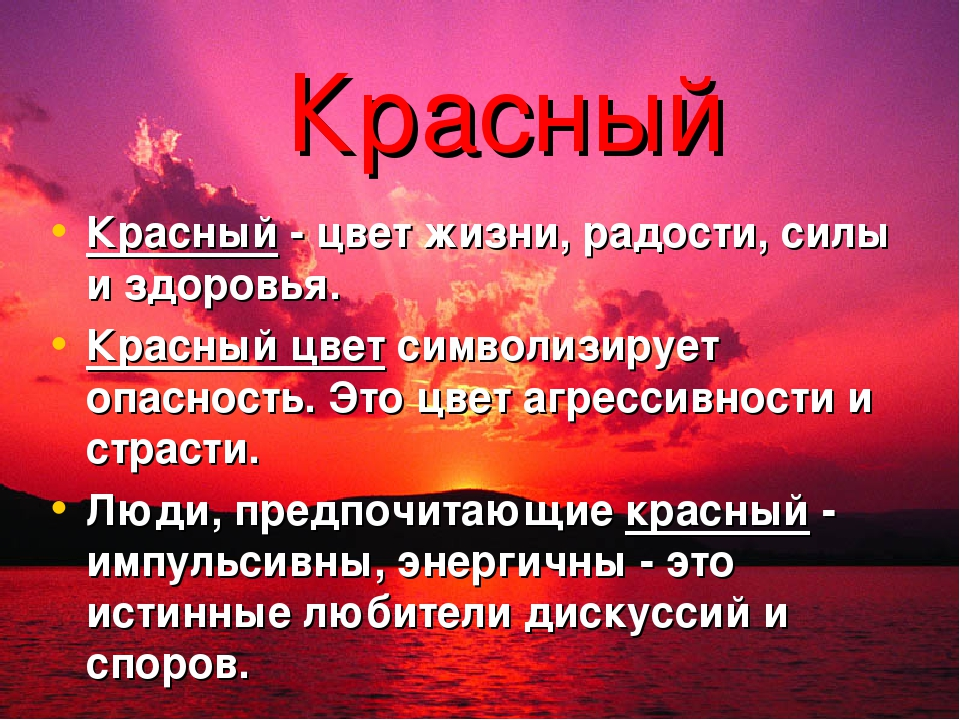 Красный
• Красный - цвет жизни, радости, силы
и здоровья.
• Красный цвет символизирует
опасность. Это цвет агрессивности и
страсти.
• Люди, предпочитающие красный -
импульсивны, энергичны - это
истинные любители дискуссий и
споров.